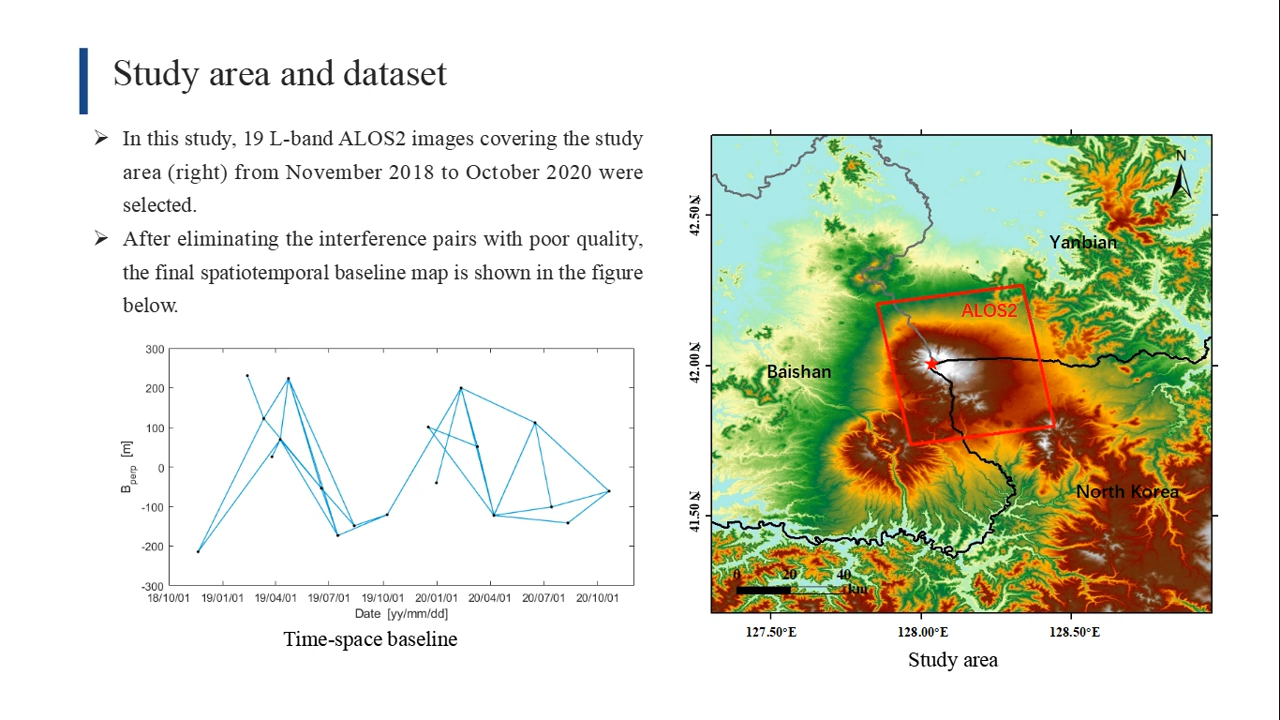 Study area and dataset
➢ In this study, 19 L-band ALOS2 images covering the study
area (right) from November 2018 to October 2020 were
selected.
➢ After eliminating the interference pairs with poor quality,
the final spatiotemporal baseline map is shown in the figure
below.
300
200
100
0
-100
-200
-300
B perp [m]
18/10/01 19/01/01 19/04/01 19/07/01 19/10/01 20/01/01 20/04/01 20/07/01 20/10/01
Date [yy/mm/dd]
Time-space baseline
N
42.50°N
Yanbian
ALOS2
42.00°N
Baishan
North Korea
41.50°N
0 20 40
km
127.50°E 128.00°E 128.50°E
Study area